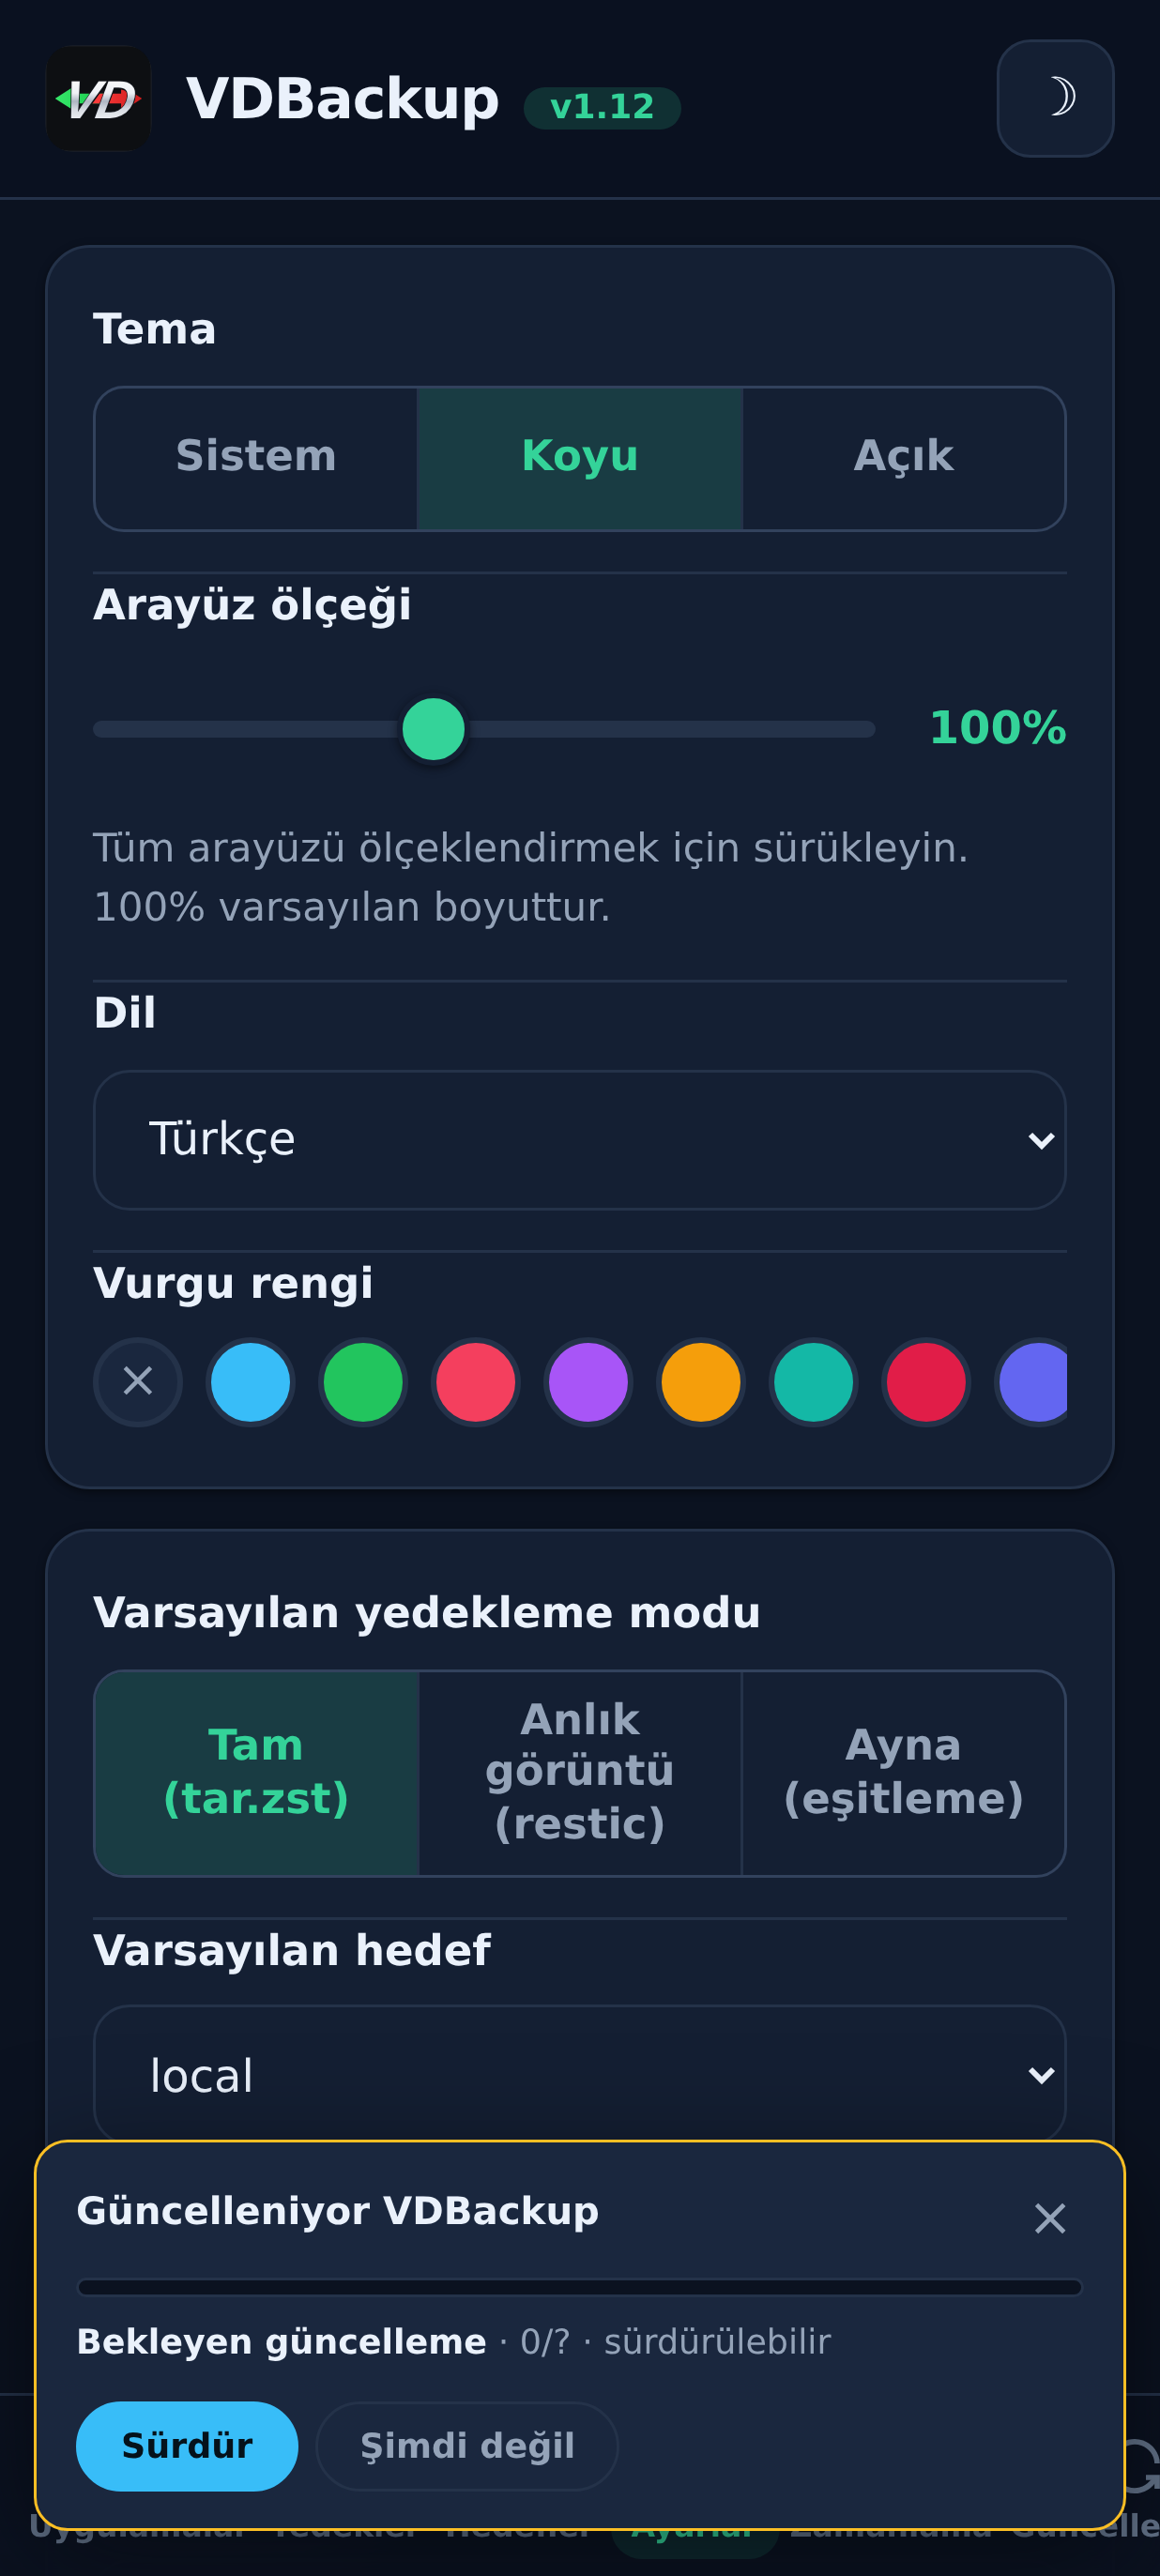 VD VDBackup v1.12
Tema
Sistem Koyu Açık
Arayüz ölçeği
100%
Tüm arayüzü ölçeklendirmek için sürükleyin.
100% varsayılan boyuttur.
Dil
Türkçe
Vurgu rengi
Varsayılan yedekleme modu
Tam
(tar.zst)
Anlık
görüntü
(restic)
Ayna
(eşitleme)
Varsayılan hedef
local
Güncelleniyor VDBackup
Bekleyen güncelleme · 0/? · sürdürülebilir
Sürdür Şimdi değil